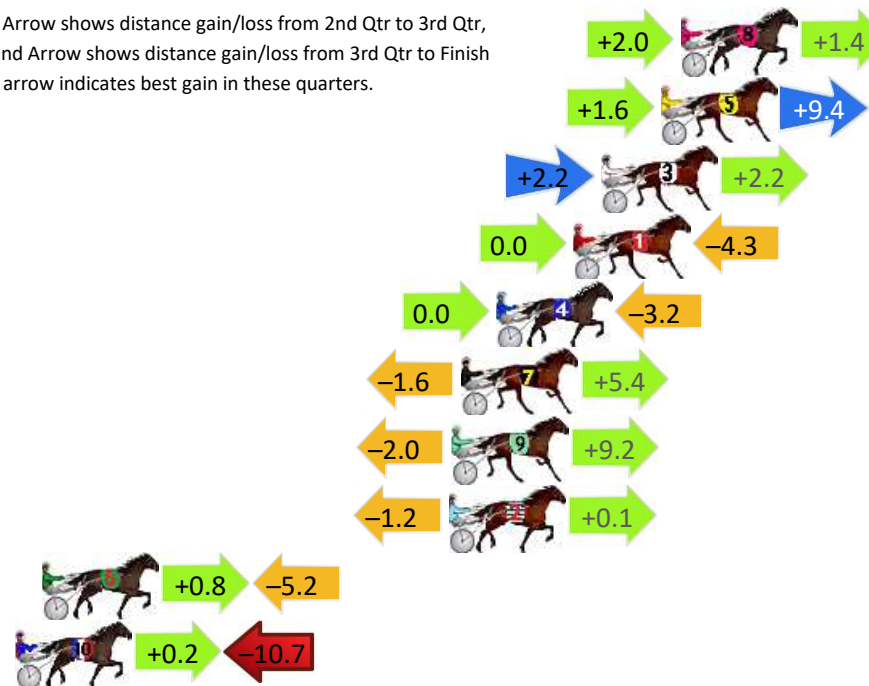 Arrow shows distance gain/loss from 2nd Qtr to 3rd Qtr,
nd Arrow shows distance gain/loss from 3rd Qtr to Finish
arrow indicates best gain in these quarters.
+2.0 8 +1.4
+1.6 5 +9.4
+2.2 3 +2.2
0.0 1 –4.3
0.0 4 –3.2
–1.6 7 +5.4
–2.0 9 +9.2
–1.2 2 +0.1
+0.8 –5.2
10 +0.2 –10.7